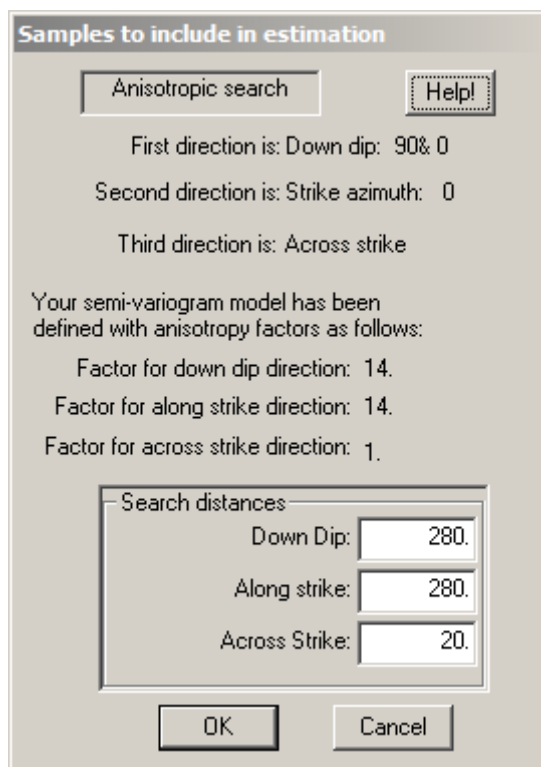 Samples to include in estimation
Anisotropic search
Help!
First direction is: Down dip: 90& 0
Second direction is: Strike azimuth: 0
Third direction is: Across strike
Your semi-variogram model has been
defined with anisotropy factors as follows:
Factor for down dip direction: 14.
Factor for along strike direction: 14.
Factor for across strike direction: 1.
Search distances
Down Dip: 280.
Along strike: 280.
Across Strike: 20.
OK Cancel